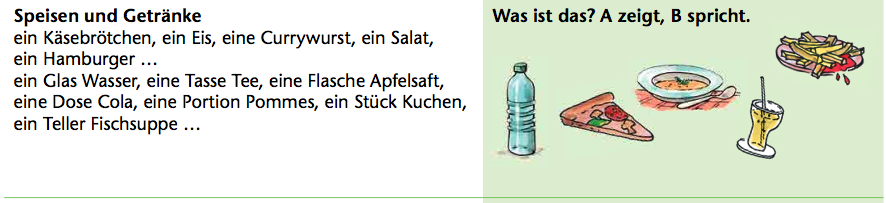 Speisen und Getränke
ein Käsebrötchen, ein Eis, eine Currywurst, ein Salat,
ein Hamburger …
ein Glas Wasser, eine Tasse Tee, eine Flasche Apfelsaft,
eine Dose Cola, eine Portion Pommes, ein Stück Kuchen,
ein Teller Fischsuppe …
Was ist das? A zeigt, B spricht.